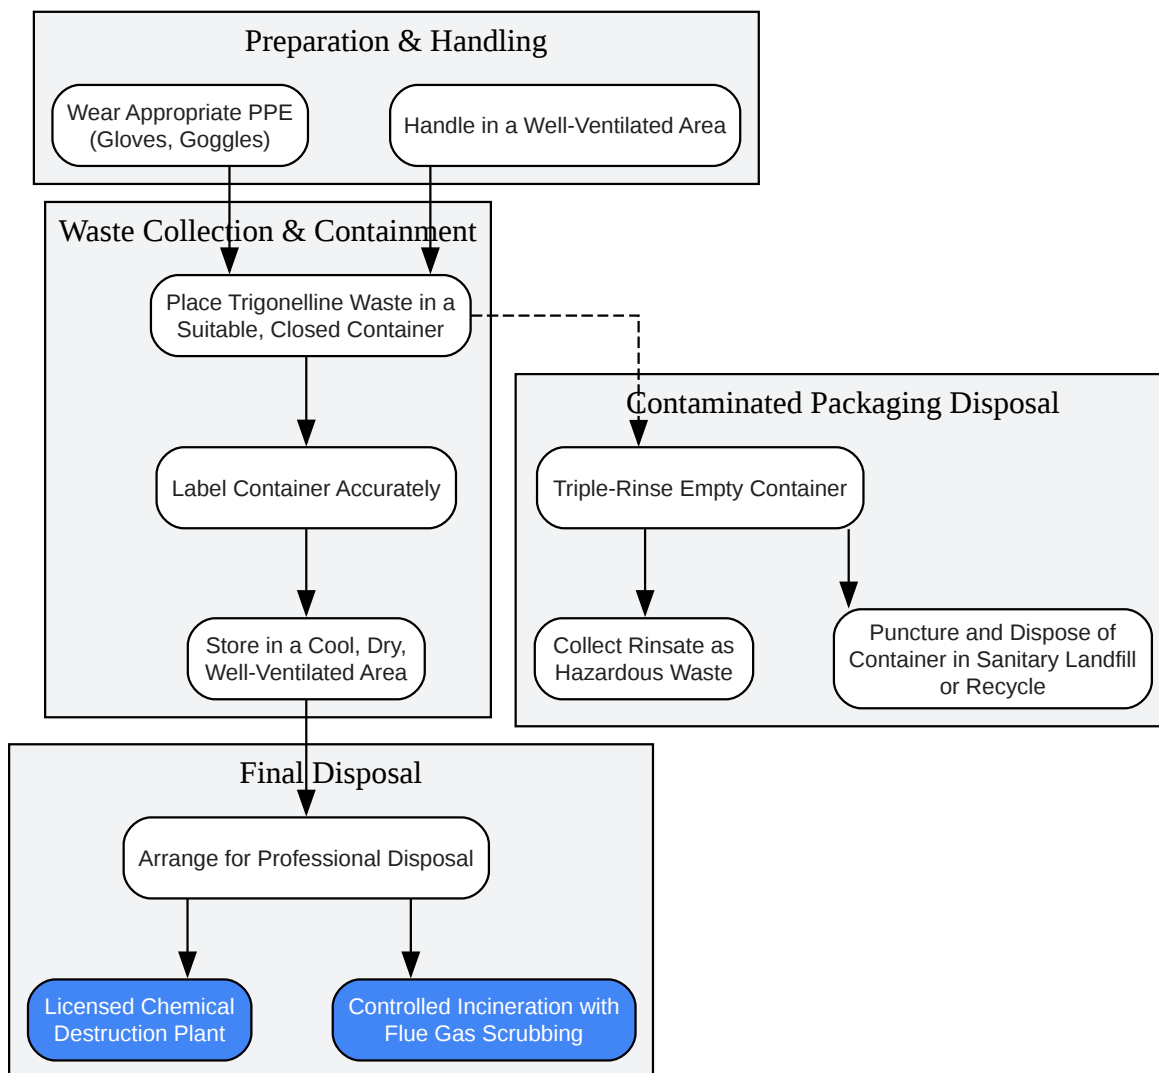 Preparation & Handling
Wear Appropriate PPE
(Gloves, Goggles)
Handle in a Well-Ventilated Area
Waste Collection & Containment
Place Trigonelline Waste in a
Suitable, Closed Container
Label Container Accurately
Store in a Cool, Dry,
Well-Ventilated Area
Contaminated Packaging Disposal
Triple-Rinse Empty Container
Collect Rinsate as
Hazardous Waste
Puncture and Dispose of
Container in Sanitary Landfill
or Recycle
Final Disposal
Arrange for Professional Disposal
Licensed Chemical
Destruction Plant
Controlled Incineration with
Flue Gas Scrubbing